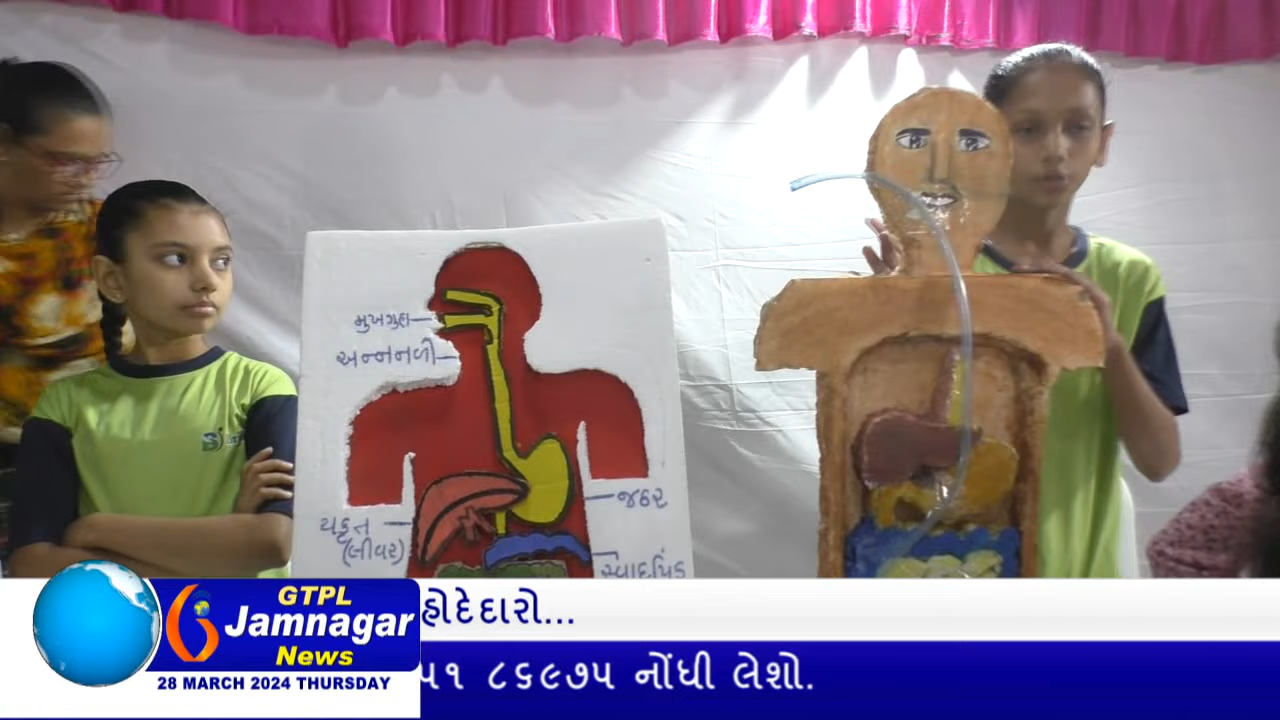 મુખગુહા
અન્નનળી
જઠર
યકૃત
(લીવર)
સ્વાદુપિંડ
GTPL
Jamnagar
News
28 MARCH 2024 THURSDAY
હોદેદારો...
૫૧ ૮૬૯૭૫ નોંધી લેશો.